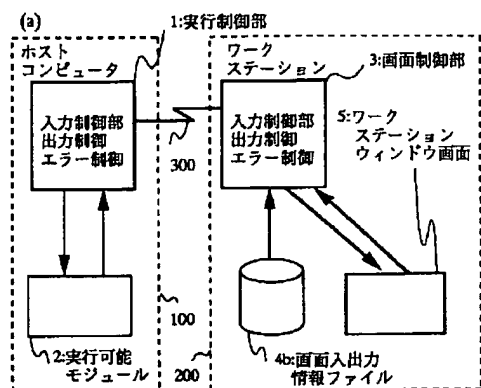 (a)
1:実行制御部
ホスト
コンピュータ
入力制御部
出力制御
エラー制御
2:実行可能
モジュール
100
300
200
ワーク
ステーション
3:画面制御部
入力制御部
出力制御
エラー制御
5:ワーク
ステーション
ウィンドウ画面
4b:画面入出力
情報ファイル